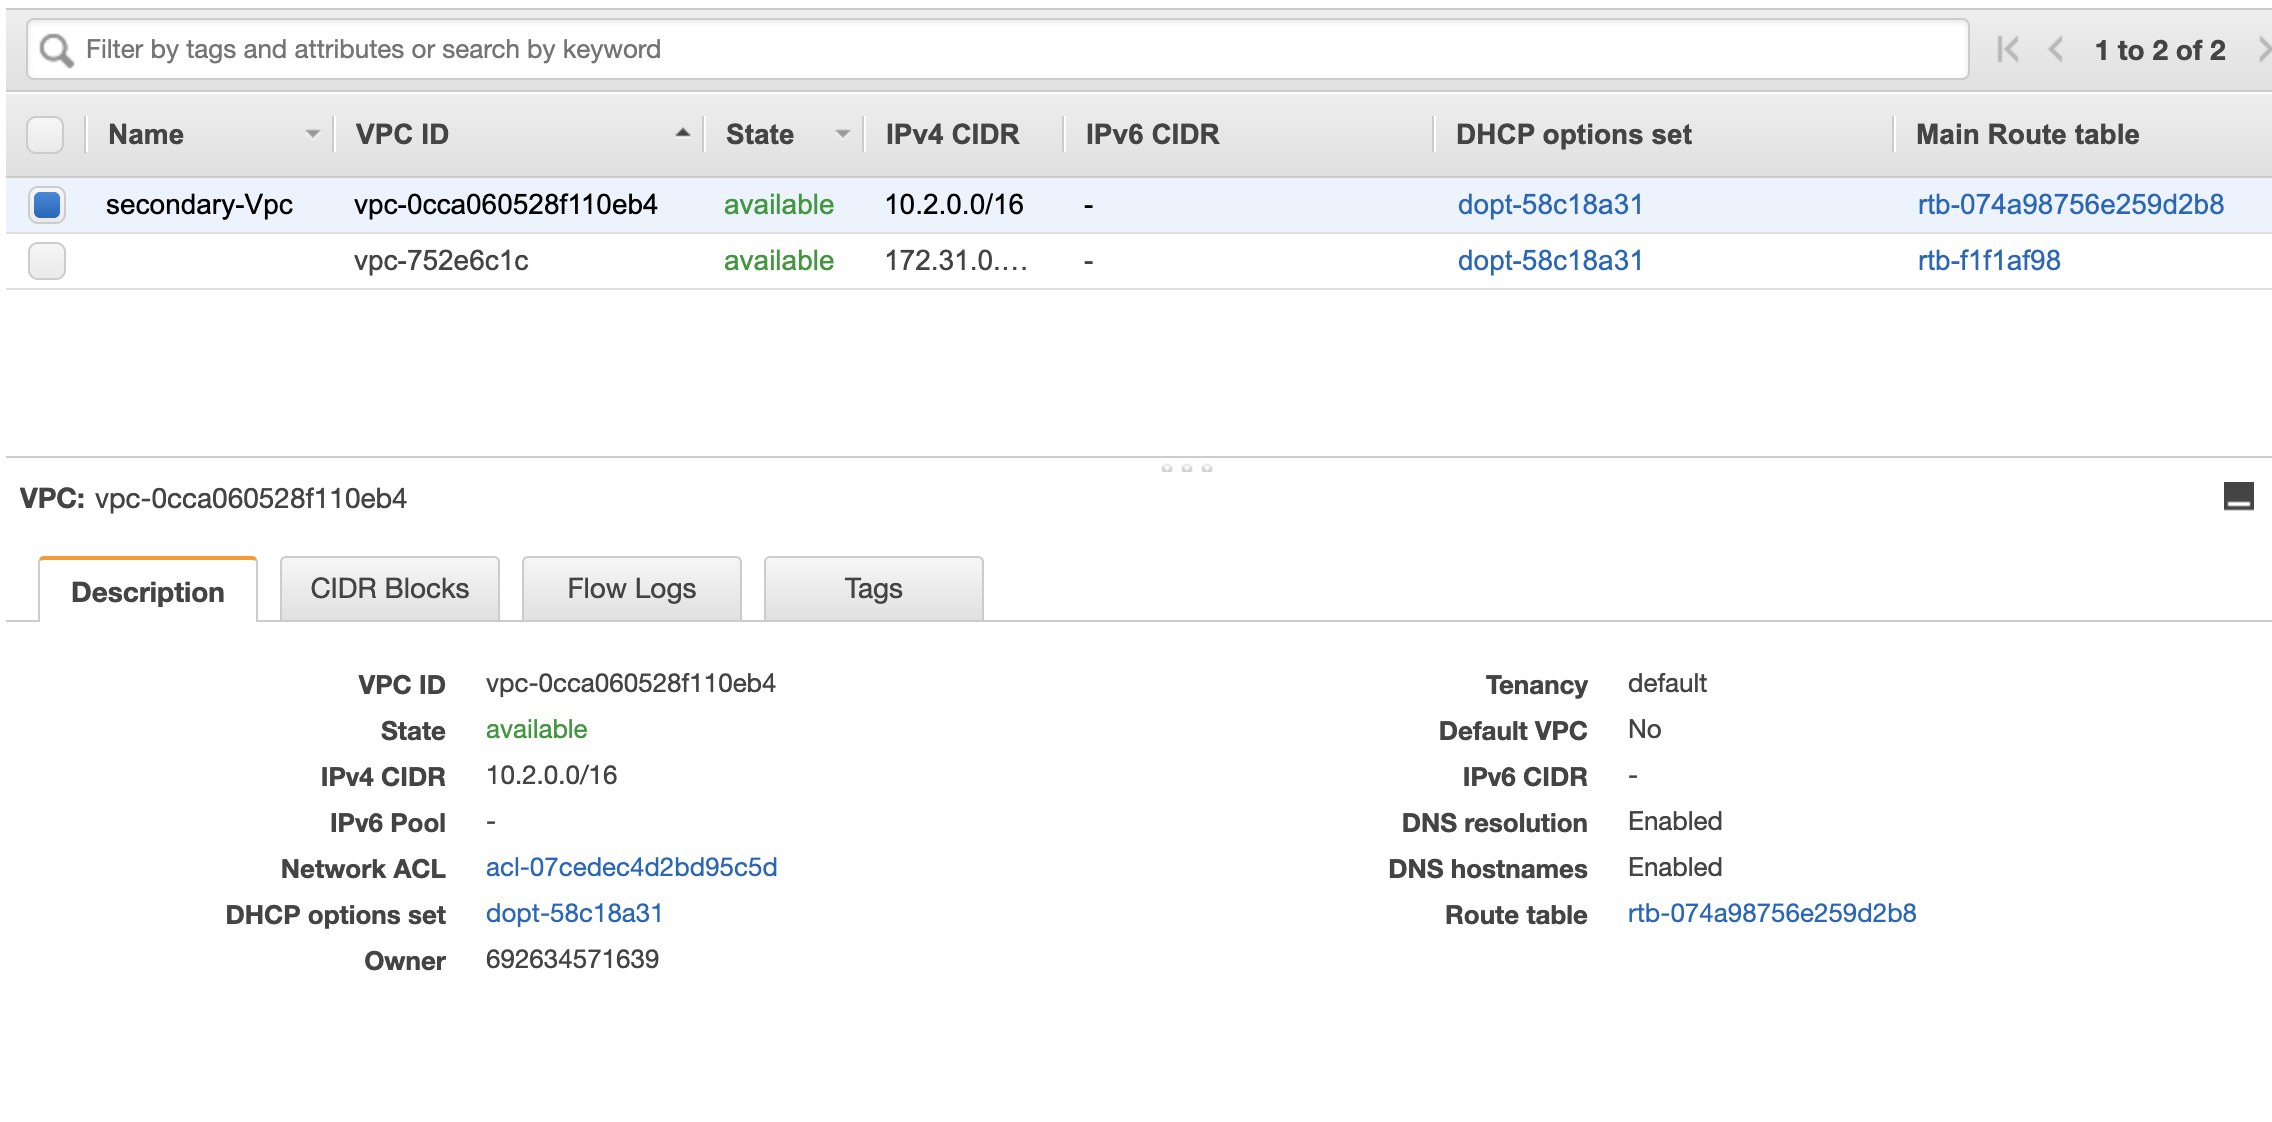 Filter by tags and attributes or search by keyword 1 to 2 of 2
Name VPC ID State IPv4 CIDR IPv6 CIDR DHCP options set Main Route table
secondary-Vpc vpc-0cca060528f110eb4 available 10.2.0.0/16 - dopt-58c18a31 rtb-074a98756e259d2b8
vpc-752e6c1c available 172.31.0.... - dopt-58c18a31 rtb-f1f1af98
VPC: vpc-0cca060528f110eb4
Description CIDR Blocks Flow Logs Tags
VPC ID vpc-0cca060528f110eb4 Tenancy default
State available Default VPC No
IPv4 CIDR 10.2.0.0/16 IPv6 CIDR -
IPv6 Pool - DNS resolution Enabled
Network ACL acl-07cedec4d2bd95c5d DNS hostnames Enabled
DHCP options set dopt-58c18a31 Route table rtb-074a98756e259d2b8
Owner 692634571639